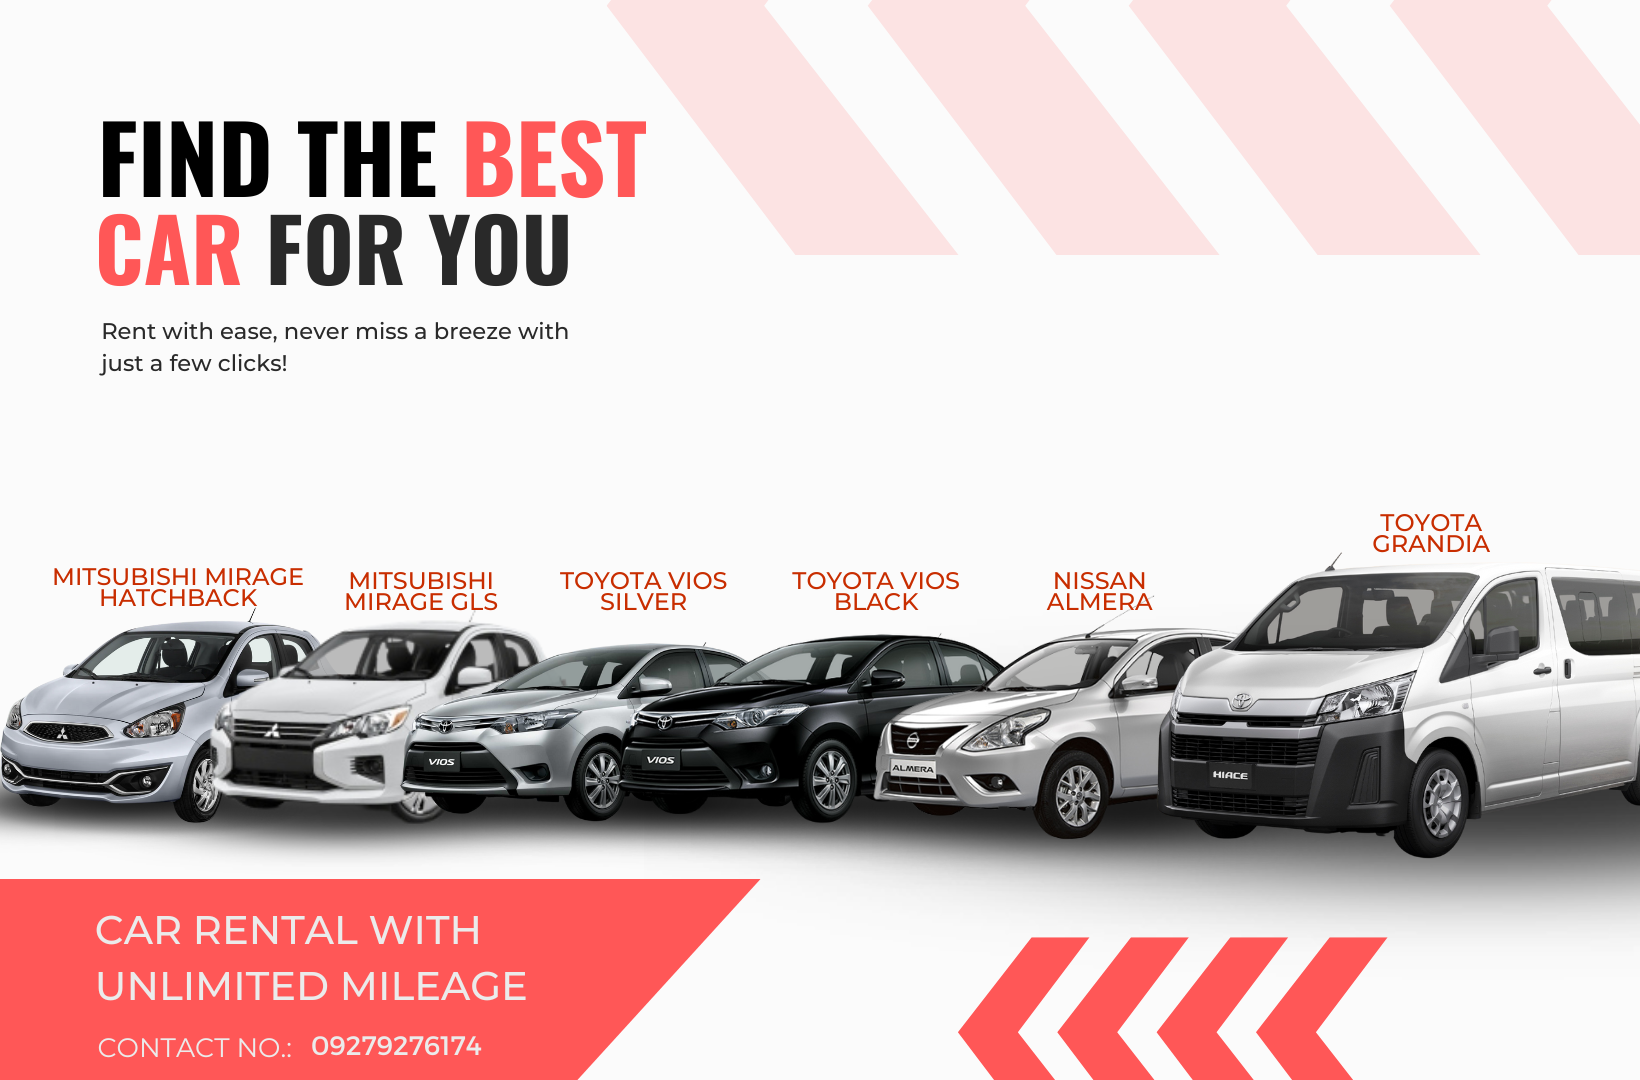 FIND THE BEST
CAR FOR YOU
Rent with ease, never miss a breeze with
just a few clicks!
TOYOTA
GRANDIA
MITSUBISHI MIRAGE
HATCHBACK
MITSUBISHI
MIRAGE GLS
TOYOTA VIOS
SILVER
TOYOTA VIOS
BLACK
NISSAN
ALMERA
VIOS
VIOS
ALMERA
HIACE
CAR RENTAL WITH
UNLIMITED MILEAGE
CONTACT NO.: 09279276174